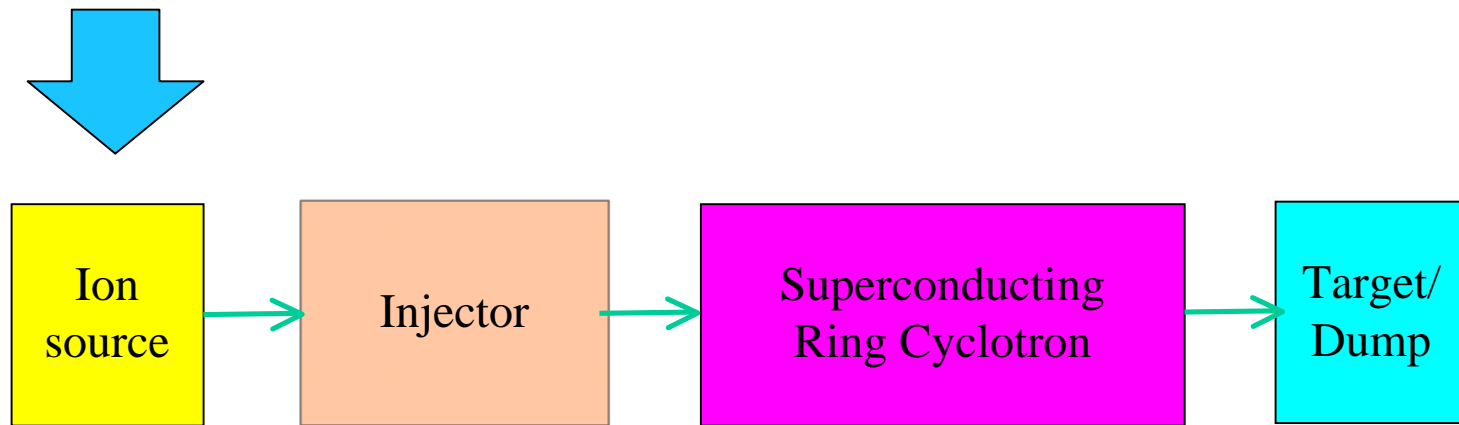 Ion
source
Injector
Superconducting
Ring Cyclotron
Target/
Dump